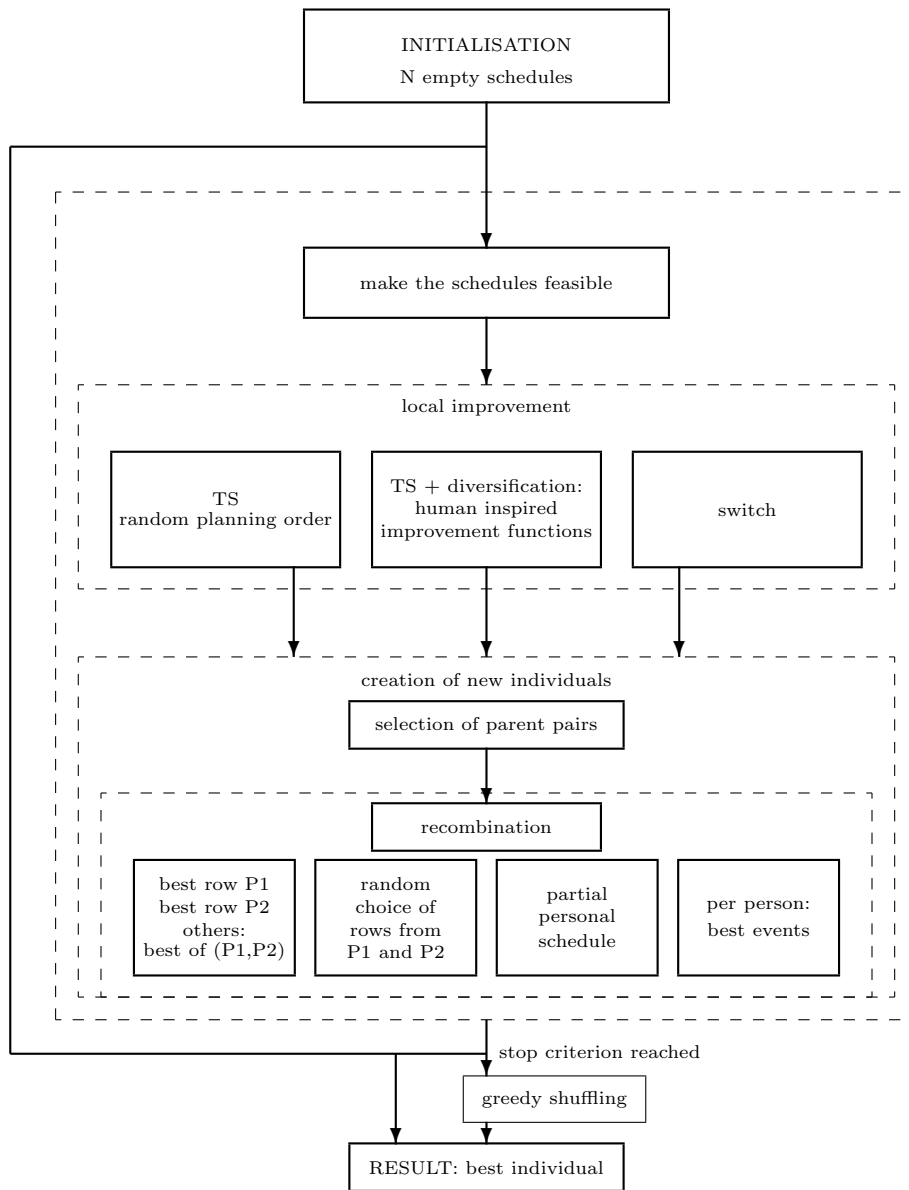 INITIALISATION
N empty schedules
make the schedules feasible
local improvement
TS
random planning order
TS + diversification:
human inspired
improvement functions
switch
creation of new individuals
selection of parent pairs
recombination
best row P1
best row P2
others:
best of (P1,P2)
random
choice of
rows from
P1 and P2
partial
personal
schedule
per person:
best events
stop criterion reached
greedy shuffling
RESULT: best individual